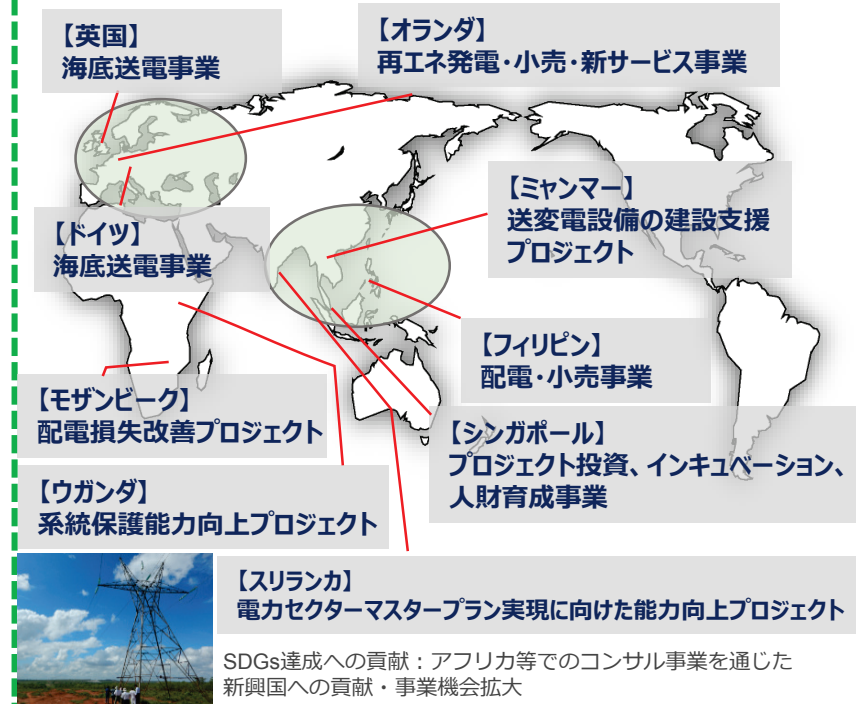 【英国】
海底送電事業
【オランダ】
再エネ発電・小売・新サービス事業
【ミャンマー】
送変電設備の建設支援
プロジェクト
【ドイツ】
海底送電事業
【フィリピン】
配電・小売事業
【モザンビーク】
配電損失改善プロジェクト
【シンガポール】
プロジェクト投資、インキュベーション、
人財育成事業
【ウガンダ】
系統保護能力向上プロジェクト
【スリランカ】
電力セクターマスタープラン実現に向けた能力向上プロジェクト
SDGs達成への貢献：アフリカ等でのコンサル事業を通じた
新興国への貢献・事業機会拡大